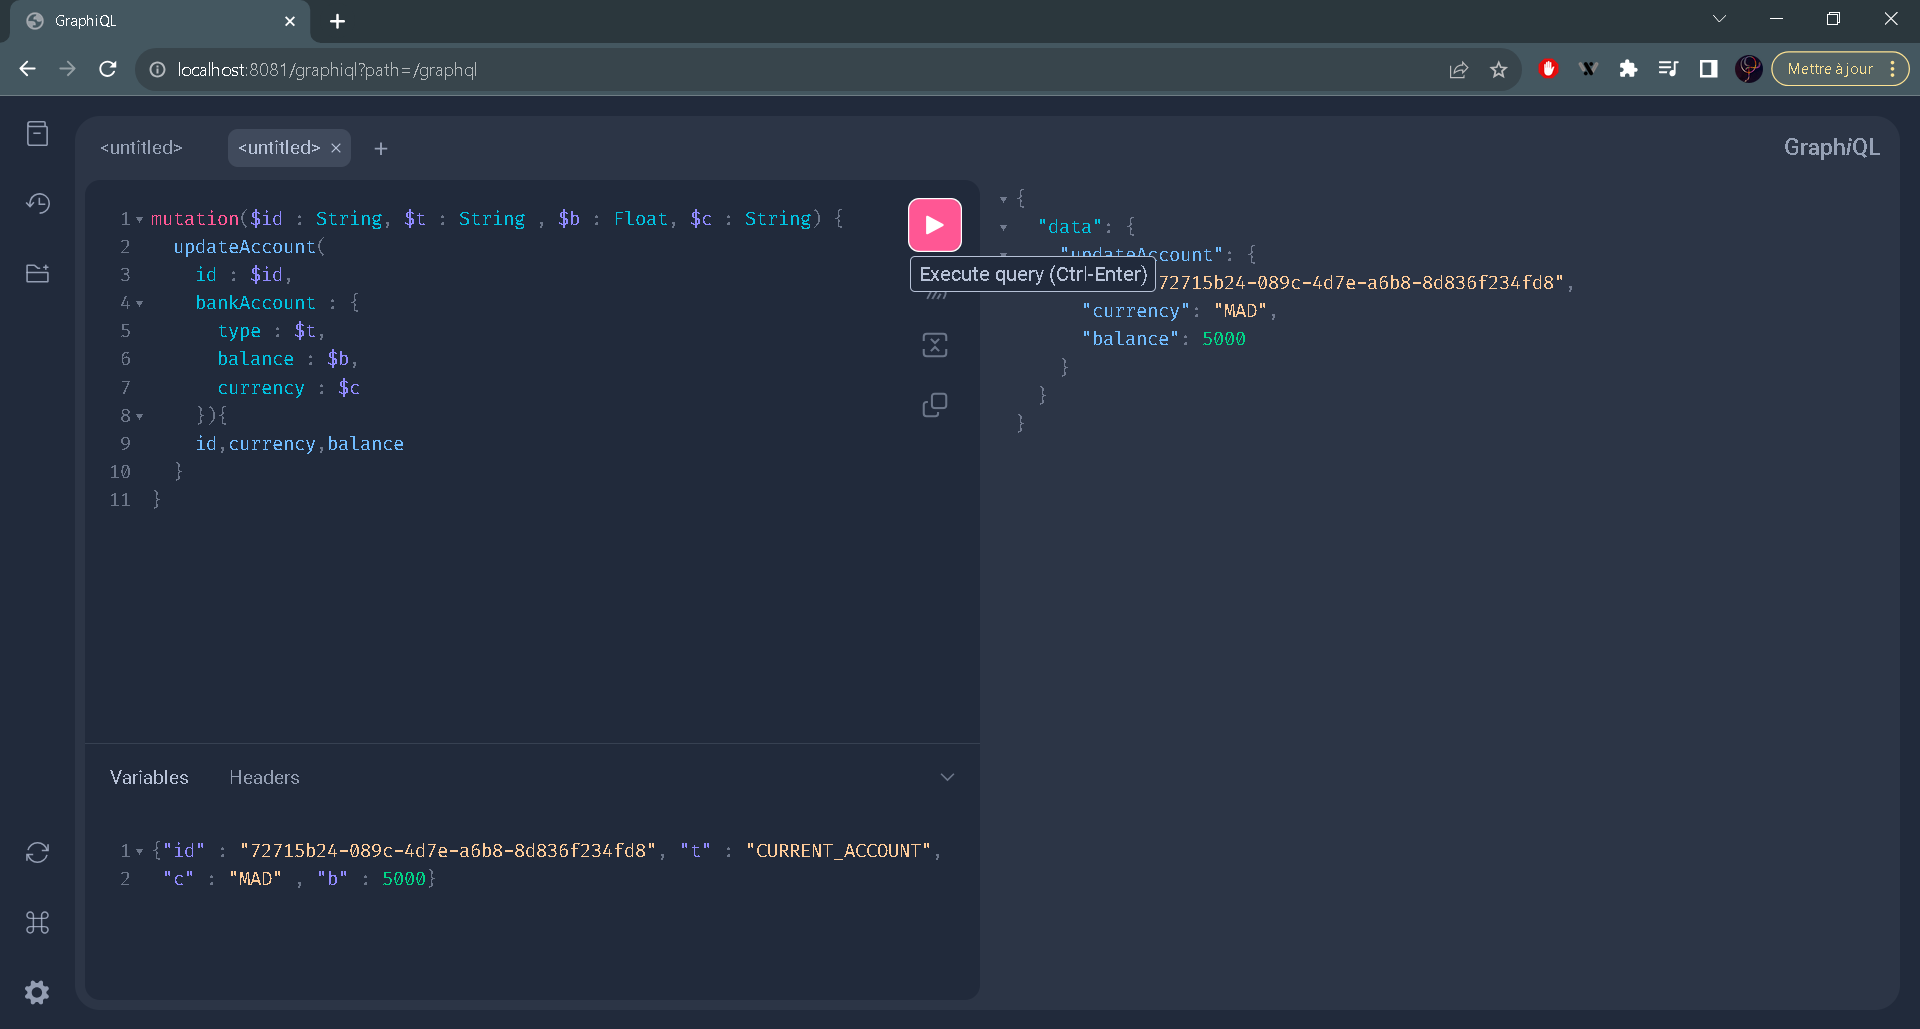 GraphiQL
localhost:8081/graphiql?path=/graphql
Mettre à jour
<untitled>
<untitled>
GraphiQL
1 mutation($id : String, $t : String , $b : Float, $c : String) {
2 updateAccount(
3 id : $id,
4 bankAccount : {
5 type : $t,
6 balance : $b,
7 currency : $c
8 }){
9 id,currency,balance
10 }
11 }
Execute query (Ctrl-Enter)
{
"data": {
"updateAccount": {
72715b24-089c-4d7e-a6b8-8d836f234fd8",
"currency": "MAD",
"balance": 5000
}
}
}
Variables
Headers
1 {"id" : "72715b24-089c-4d7e-a6b8-8d836f234fd8", "t" : "CURRENT_ACCOUNT",
2 "c" : "MAD" , "b" : 5000}